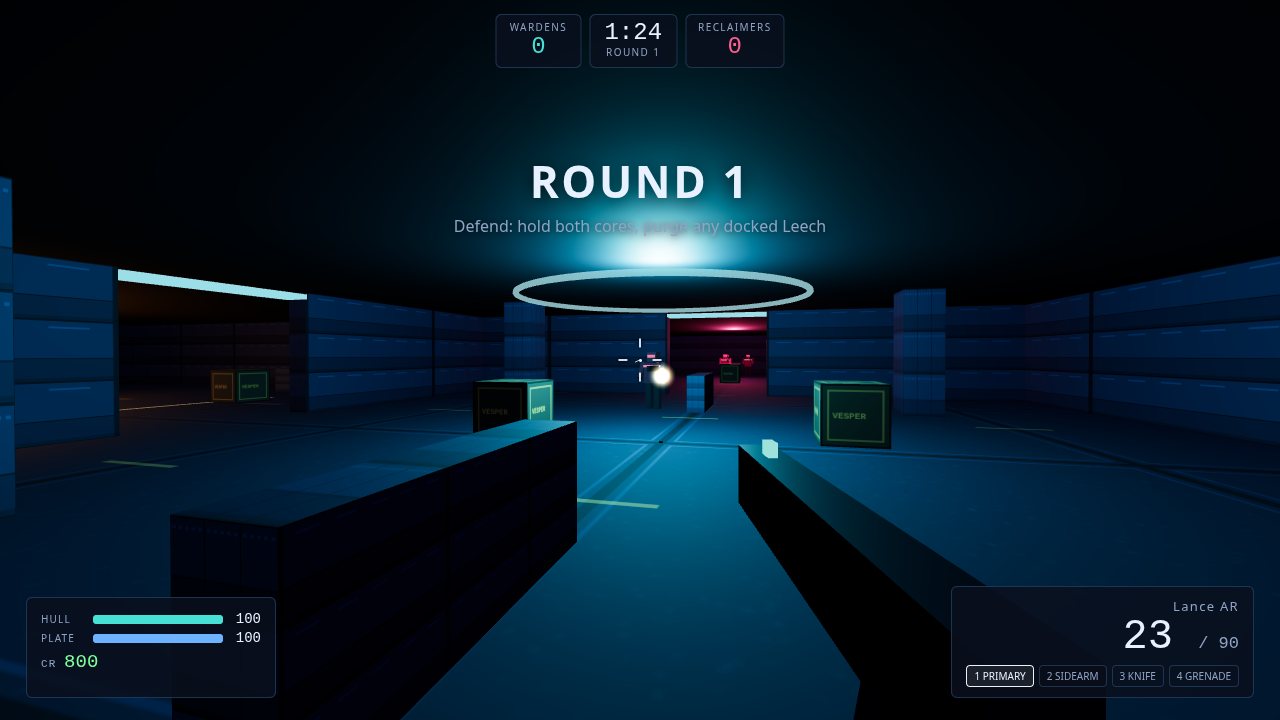 WARDENS
0
1:24
ROUND 1
RECLAIMERS
0
ROUND 1
Defend: hold both cores, purge any docked Leech
VESPER
VESPER
VESPER
VESPER
HULL 100
PLATE 100
CR 800
Lance AR
23 / 90
1 PRIMARY 2 SIDEARM 3 KNIFE 4 GRENADE